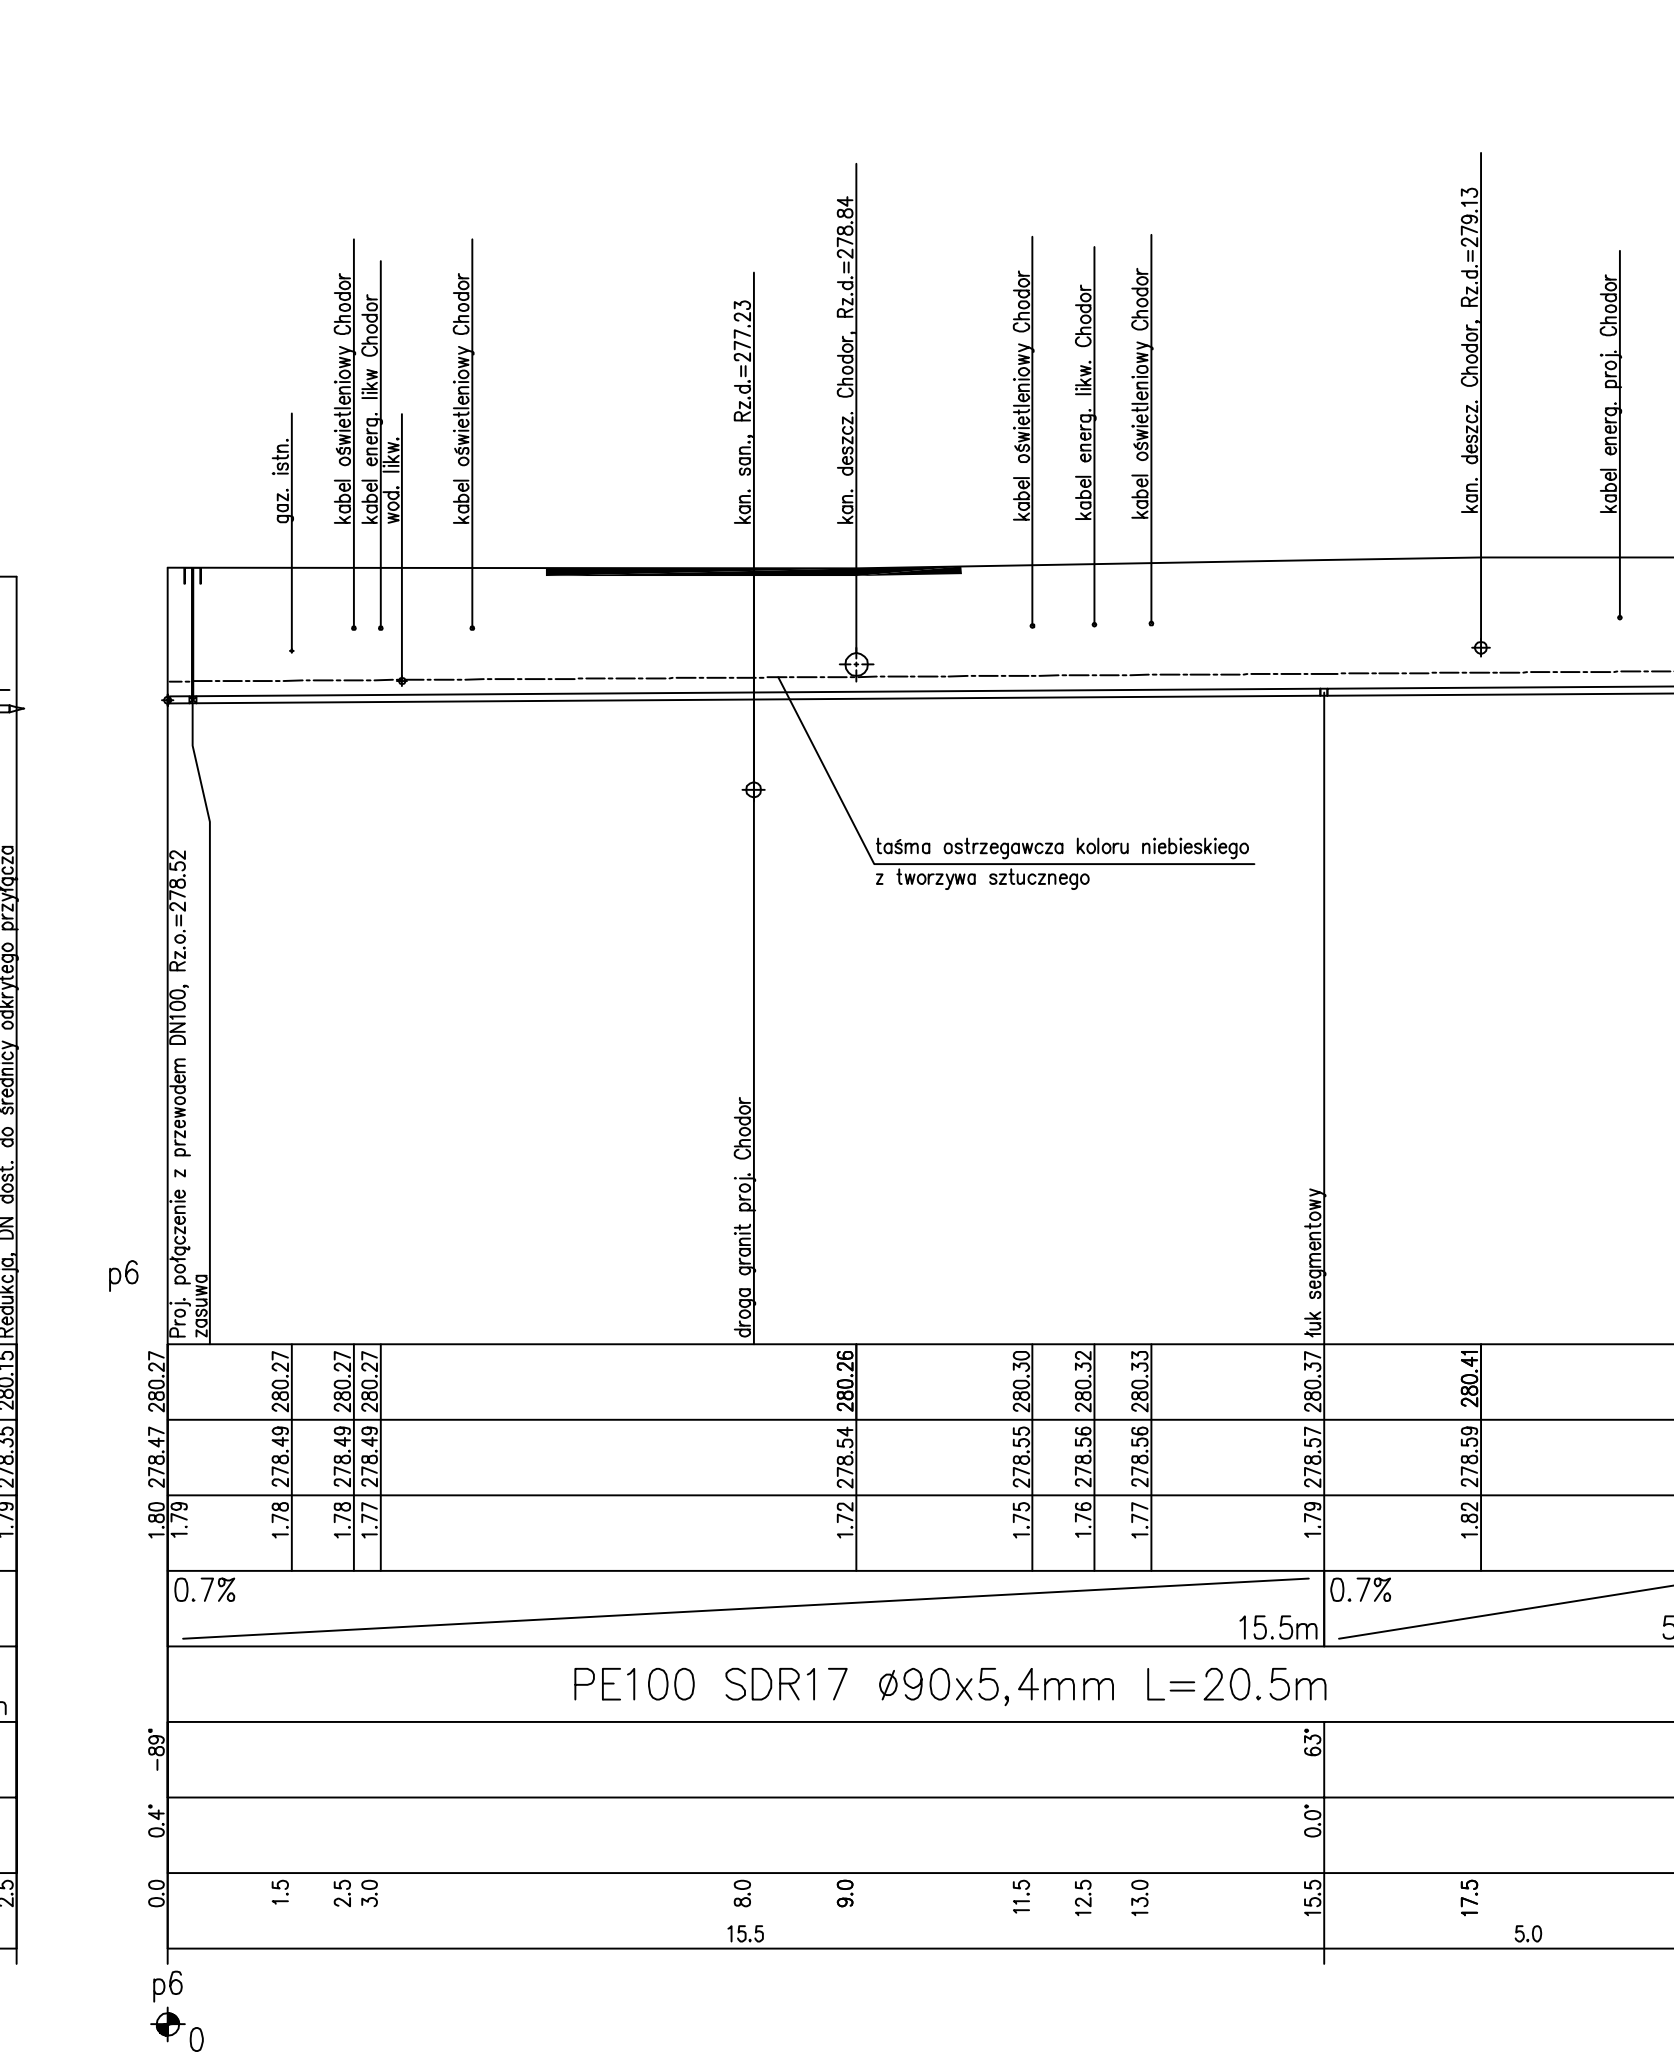 gaz. istn.
kabel oświetleniowy Chodor
kabel energ. likw Chodor
wod. likw.
kabel oświetleniowy Chodor
kan. san., Rz.d.=277.23
kan. deszcz. Chodor, Rz.d.=278.84
kabel oświetleniowy Chodor
kabel energ. likw. Chodor
kabel oświetleniowy Chodor
kan. deszcz. Chodor, Rz.d.=279.13
kabel energ. proj. Chodor
taśma ostrzegawcza koloru niebieskiego
z tworzywa sztucznego
Redukcja, DN dost. do średnicy odkrytego przyłącza
p6
Proj. połączenie z przewodem DN100, Rz.o.=278.52
zasuwa
droga granit proj. Chodor
łuk segmentowy
280.15 280.27 280.27 280.27 280.27 280.26 280.30 280.32 280.33 280.37 280.41
278.35 278.47 278.49 278.49 278.49 278.54 278.55 278.56 278.56 278.57 278.59
1.79 1.80 1.79 1.78 1.78 1.77 1.72 1.75 1.76 1.77 1.79 1.82
0.7% 0.7%
15.5m
PE100 SDR17 ø90x5,4mm L=20.5m
-89° 63°
0.4° 0.0°
2.5 0.0 1.5 2.5 3.0 8.0 9.0 11.5 12.5 13.0 15.5 17.5
15.5 5.0
p6
0